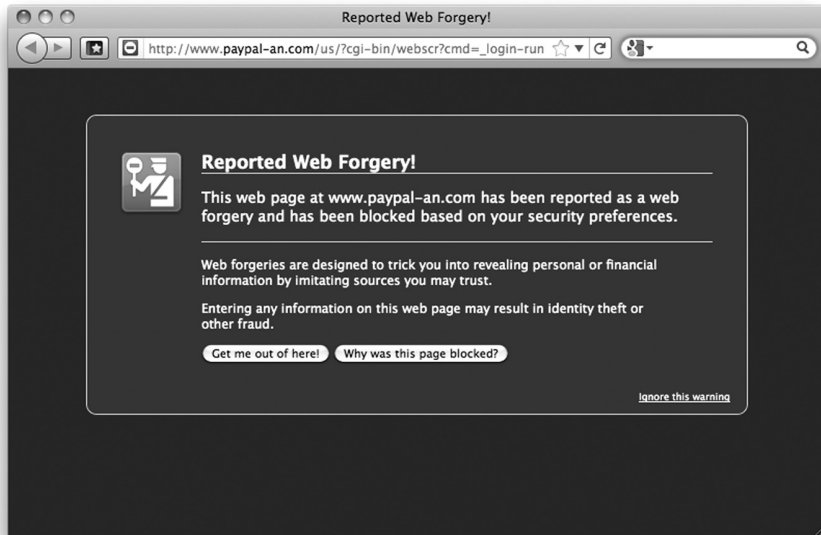 Reported Web Forgery!
http://www.paypal-an.com/us/?cgi-bin/webscr?cmd=_login-run
Reported Web Forgery!
This web page at www.paypal-an.com has been reported as a web
forgery and has been blocked based on your security preferences.
Web forgeries are designed to trick you into revealing personal or financial
information by imitating sources you may trust.
Entering any information on this web page may result in identity theft or
other fraud.
Get me out of here! Why was this page blocked?
Ignore this warning